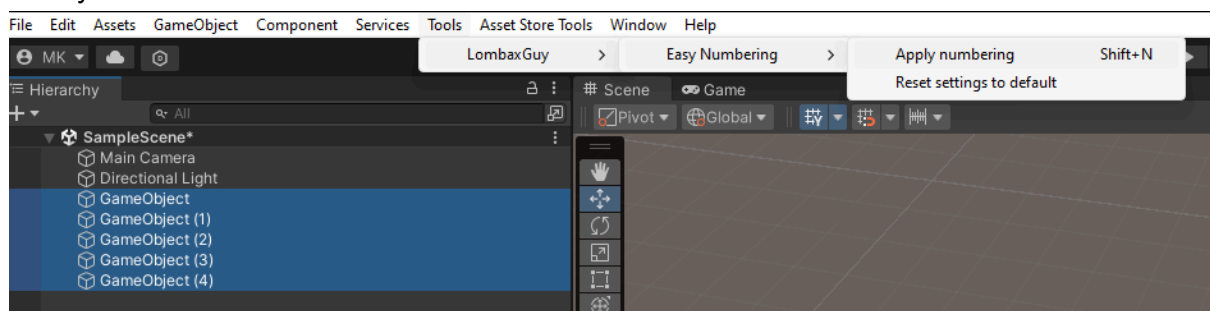 File Edit Assets GameObject Component Services Tools Asset Store Tools Window Help
MK
LombaxGuy > Easy Numbering > Apply numbering Shift+N
Reset settings to default
Hierarchy
# Scene Game
All
Pivot Global
SampleScene*
Main Camera
Directional Light
GameObject
GameObject (1)
GameObject (2)
GameObject (3)
GameObject (4)